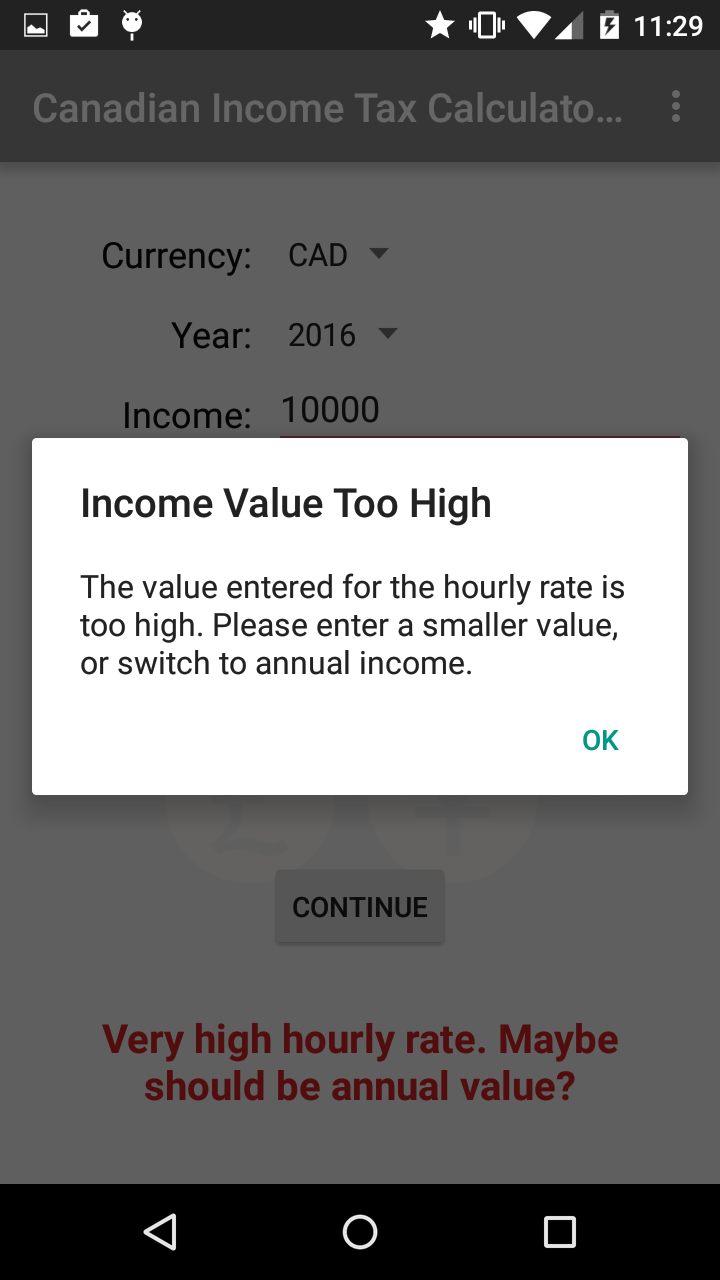 11:29
Canadian Income Tax Calculato...
Currency: CAD
Year: 2016
Income: 10000
Income Value Too High
The value entered for the hourly rate is
too high. Please enter a smaller value,
or switch to annual income.
OK
CONTINUE
Very high hourly rate. Maybe
should be annual value?